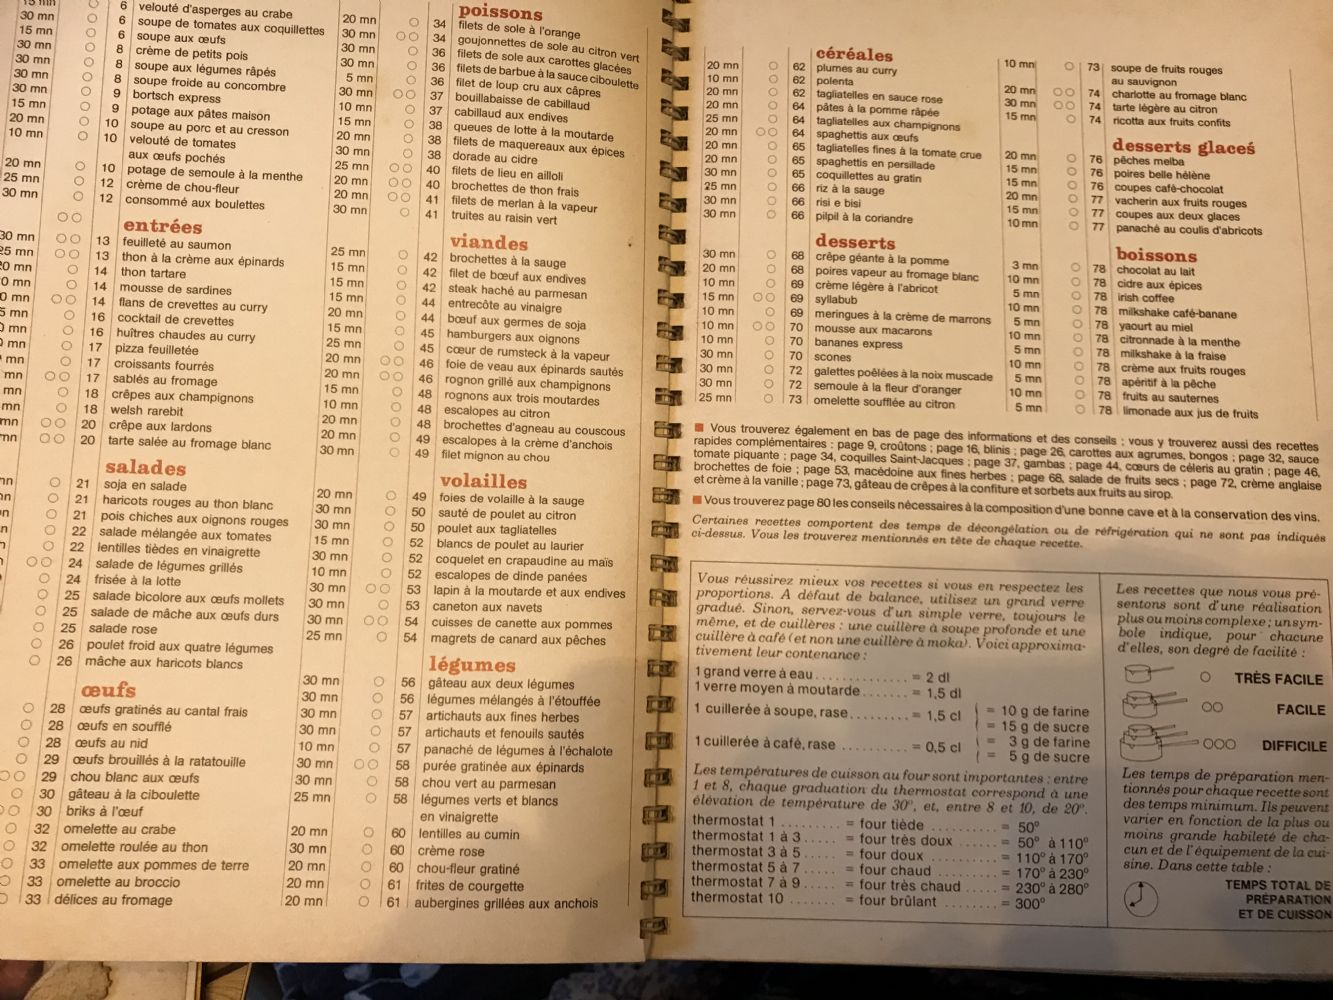 15 mn ○ 6 velouté d'asperges au crabe
30 mn ○ 6 soupe de tomates aux coquillettes
15 mn ○ 6 soupe aux œufs
30 mn ○ 8 crème de petits pois
30 mn ○ 8 soupe aux légumes râpés
30 mn ○ 8 soupe froide au concombre
30 mn ○ 9 bortsch express
15 mn ○ 9 potage aux pâtes maison
20 mn ○ 10 soupe au porc et au cresson
10 mn ○ 10 velouté de tomates
aux œufs pochés
20 mn ○ 10 potage de semoule à la menthe
25 mn ○ 12 crème de chou-fleur
30 mn ○○ 12 consommé aux boulettes
entrées
30 mn ○○ 13 feuilleté au saumon
25 mn ○○ 13 thon à la crème aux épinards
○ 14 thon tartare
○ 14 mousse de sardines
○○ 14 flans de crevettes au curry
○ 16 cocktail de crevettes
○ 16 huîtres chaudes au curry
○ 17 pizza feuilletée
○ 17 croissants fourrés
○○ 17 sablés au fromage
○ 18 crêpes aux champignons
○ 18 welsh rarebit
○○ 20 crêpe aux lardons
○○ 20 tarte salée au fromage blanc
salades
○ 21 soja en salade
○ 21 haricots rouges au thon blanc
○ 21 pois chiches aux oignons rouges
○ 22 salade mélangée aux tomates
○ 22 lentilles tièdes en vinaigrette
○○ 24 salade de légumes grillés
○ 24 frisée à la lotte
○ 25 salade bicolore aux œufs mollets
○ 25 salade de mâche aux œufs durs
○ 25 salade rose
○ 26 poulet froid aux quatre légumes
○ 26 mâche aux haricots blancs
œufs
○ 28 œufs gratinés au cantal frais
○ 28 œufs en soufflé
○ 28 œufs au nid
○ 29 œufs brouillés à la ratatouille
○○ 29 chou blanc aux œufs
○ 30 gâteau à la ciboulette
○○ 30 briks à l'œuf
○ 32 omelette au crabe
○ 32 omelette roulée au thon
○ 33 omelette aux pommes de terre
○ 33 omelette au broccio
○ 33 délices au fromage
poissons
20 mn ○ 34 filets de sole à l'orange
30 mn ○○ 34 goujonnettes de sole au citron vert
30 mn ○ 36 filets de sole aux carottes glacées
30 mn ○ 36 filets de barbue à la sauce ciboulette
5 mn ○ 36 filet de loup cru aux câpres
30 mn ○○ 37 bouillabaisse de cabillaud
10 mn ○ 37 cabillaud aux endives
15 mn ○ 38 queues de lotte à la moutarde
20 mn ○ 38 filets de maquereaux aux épices
30 mn ○ 38 dorade au cidre
25 mn ○○ 40 filets de lieu en ailloli
20 mn ○○ 40 brochettes de thon frais
20 mn ○○ 41 filets de merlan à la vapeur
30 mn ○ 41 truites au raisin vert
viandes
25 mn ○ 42 brochettes à la sauge
15 mn ○ 42 filet de bœuf aux endives
15 mn ○ 42 steak haché au parmesan
15 mn ○ 44 entrecôte au vinaigre
20 mn ○ 44 bœuf aux germes de soja
15 mn ○ 45 hamburgers aux oignons
25 mn ○ 45 cœur de rumsteck à la vapeur
20 mn ○○ 46 foie de veau aux épinards sautés
20 mn ○○ 46 rognon grillé aux champignons
15 mn ○ 48 rognons aux trois moutardes
10 mn ○ 48 escalopes au citron
20 mn ○ 48 brochettes d'agneau au couscous
20 mn ○ 49 escalopes à la crème d'anchois
30 mn ○ 49 filet mignon au chou
volailles
20 mn ○ 49 foies de volaille à la sauge
30 mn ○ 50 sauté de poulet au citron
30 mn ○ 50 poulet aux tagliatelles
15 mn ○ 52 blancs de poulet au laurier
30 mn ○ 52 coquelet en crapaudine au maïs
10 mn ○ 52 escalopes de dinde panées
30 mn ○○ 53 lapin à la moutarde et aux endives
30 mn ○ 53 caneton aux navets
30 mn ○○ 54 cuisses de canette aux pommes
25 mn ○ 54 magrets de canard aux pêches
légumes
30 mn ○ 56 gâteau aux deux légumes
30 mn ○ 56 légumes mélangés à l'étouffée
30 mn ○ 57 artichauts aux fines herbes
30 mn ○ 57 artichauts et fenouils sautés
10 mn ○ 57 panaché de légumes à l'échalote
30 mn ○○ 58 purée gratinée aux épinards
30 mn ○ 58 chou vert au parmesan
25 mn ○ 58 légumes verts et blancs
en vinaigrette
20 mn ○ 60 lentilles au cumin
30 mn ○ 60 crème rose
20 mn ○ 60 chou-fleur gratiné
20 mn ○ 61 frites de courgette
20 mn ○ 61 aubergines grillées aux anchois
céréales
20 mn ○ 62 plumes au curry
10 mn ○ 62 polenta
20 mn ○ 62 tagliatelles en sauce rose
20 mn ○ 64 pâtes à la pomme râpée
25 mn ○ 64 tagliatelles aux champignons
20 mn ○○ 64 spaghettis aux œufs
20 mn ○ 65 tagliatelles fines à la tomate crue
20 mn ○ 65 spaghettis en persillade
30 mn ○ 65 coquillettes au gratin
25 mn ○ 66 riz à la sauge
30 mn ○ 66 risi e bisi
30 mn ○ 66 pilpil à la coriandre
desserts
30 mn ○ 68 crêpe géante à la pomme
20 mn ○ 68 poires vapeur au fromage blanc
10 mn ○ 69 crème légère à l'abricot
15 mn ○○ 69 syllabub
10 mn ○ 69 meringues à la crème de marrons
10 mn ○○ 70 mousse aux macarons
10 mn ○ 70 bananes express
30 mn ○ 70 scones
30 mn ○ 72 galettes poêlées à la noix muscade
30 mn ○ 72 semoule à la fleur d'oranger
25 mn ○ 73 omelette soufflée au citron
10 mn ○ 73 soupe de fruits rouges
au sauvignon
20 mn ○○ 74 charlotte au fromage blanc
30 mn ○○ 74 tarte légère au citron
15 mn ○ 74 ricotta aux fruits confits
desserts glacés
20 mn ○ 76 pêches melba
15 mn ○ 76 poires belle hélène
15 mn ○ 76 coupes café-chocolat
20 mn ○ 77 vacherin aux fruits rouges
15 mn ○ 77 coupes aux deux glaces
10 mn ○ 77 panaché au coulis d'abricots
boissons
3 mn ○ 78 chocolat au lait
10 mn ○ 78 cidre aux épices
5 mn ○ 78 irish coffee
10 mn ○ 78 milkshake café-banane
5 mn ○ 78 yaourt au miel
10 mn ○ 78 citronnade à la menthe
5 mn ○ 78 milkshake à la fraise
10 mn ○ 78 crème aux fruits rouges
5 mn ○ 78 apéritif à la pêche
10 mn ○ 78 fruits au sauternes
5 mn ○ 78 limonade aux jus de fruits
■ Vous trouverez également en bas de page des informations et des conseils ; vous y trouverez aussi des recettes
rapides complémentaires : page 9, croûtons ; page 16, blinis ; page 26, carottes aux agrumes, bongos ; page 32, sauce
tomate piquante ; page 34, coquilles Saint-Jacques ; page 37, gambas ; page 44, cœurs de céleris au gratin ; page 46,
brochettes de foie ; page 53, macédoine aux fines herbes ; page 68, salade de fruits secs ; page 72, crème anglaise
et crème à la vanille ; page 73, gâteau de crêpes à la confiture et sorbets aux fruits au sirop.
■ Vous trouverez page 80 les conseils nécessaires à la composition d'une bonne cave et à la conservation des vins.
Certaines recettes comportent des temps de décongélation ou de réfrigération qui ne sont pas indiqués
ci-dessus. Vous les trouverez mentionnés en tête de chaque recette.
Vous réussirez mieux vos recettes si vous en respectez les
proportions. A défaut de balance, utilisez un grand verre
gradué. Sinon, servez-vous d'un simple verre, toujours le
même, et de cuillères : une cuillère à soupe profonde et une
cuillère à café (et non une cuillère à moka). Voici approxima-
tivement leur contenance :
1 grand verre à eau . . . . . . . . . . . . = 2 dl
1 verre moyen à moutarde . . . . . . . = 1,5 dl
1 cuillerée à soupe, rase . . . . . . . . = 1,5 cl = 10 g de farine
= 15 g de sucre
1 cuillerée à café, rase . . . . . . . . . . = 0,5 cl = 3 g de farine
= 5 g de sucre
Les températures de cuisson au four sont importantes : entre
1 et 8, chaque graduation du thermostat correspond à une
élévation de température de 30°, et, entre 8 et 10, de 20°.
thermostat 1 . . . . . . . . = four tiède . . . . . . . . . . = 50°
thermostat 1 à 3 . . . . . = four très doux . . . . . . = 50° à 110°
thermostat 3 à 5 . . . . . = four doux . . . . . . . . . = 110° à 170°
thermostat 5 à 7 . . . . . = four chaud . . . . . . . . = 170° à 230°
thermostat 7 à 9 . . . . . = four très chaud . . . . . = 230° à 280°
thermostat 10 . . . . . . . = four brûlant . . . . . . . . = 300°
Les recettes que nous vous pré-
sentons sont d'une réalisation
plus ou moins complexe ; un sym-
bole indique, pour chacune
d'elles, son degré de facilité :
○ TRÈS FACILE
○○ FACILE
○○○ DIFFICILE
Les temps de préparation men-
tionnés pour chaque recette sont
des temps minimum. Ils peuvent
varier en fonction de la plus ou
moins grande habileté de cha-
cun et de l'équipement de la cui-
sine. Dans cette table :
TEMPS TOTAL DE
PRÉPARATION
ET DE CUISSON